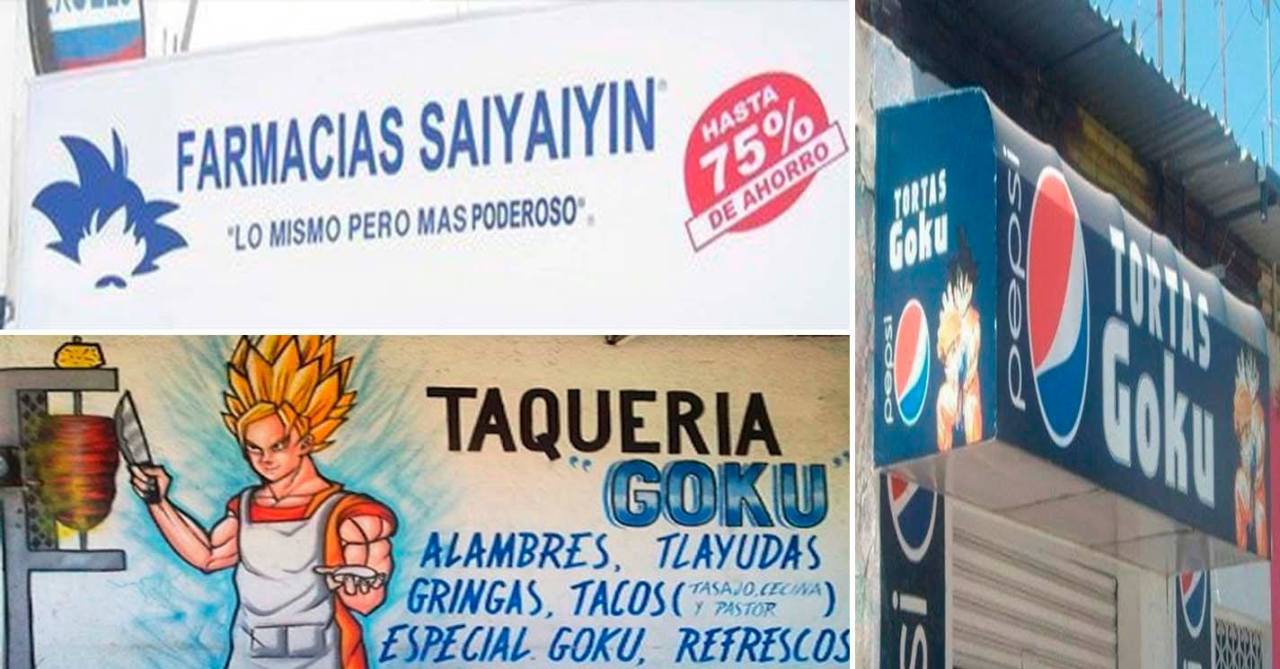 FARMACIAS SAIYAIYIN
"LO MISMO PERO MAS PODEROSO"
HASTA
75%
DE AHORRO
TAQUERIA
"GOKU"
ALAMBRES, TLAYUDAS
GRINGAS, TACOS (TASAJO, CECINA
Y PASTOR)
ESPECIAL GOKU, REFRESCOS
TORTAS
GOKU
pepsi
pepsi
TORTAS
GOKU
si